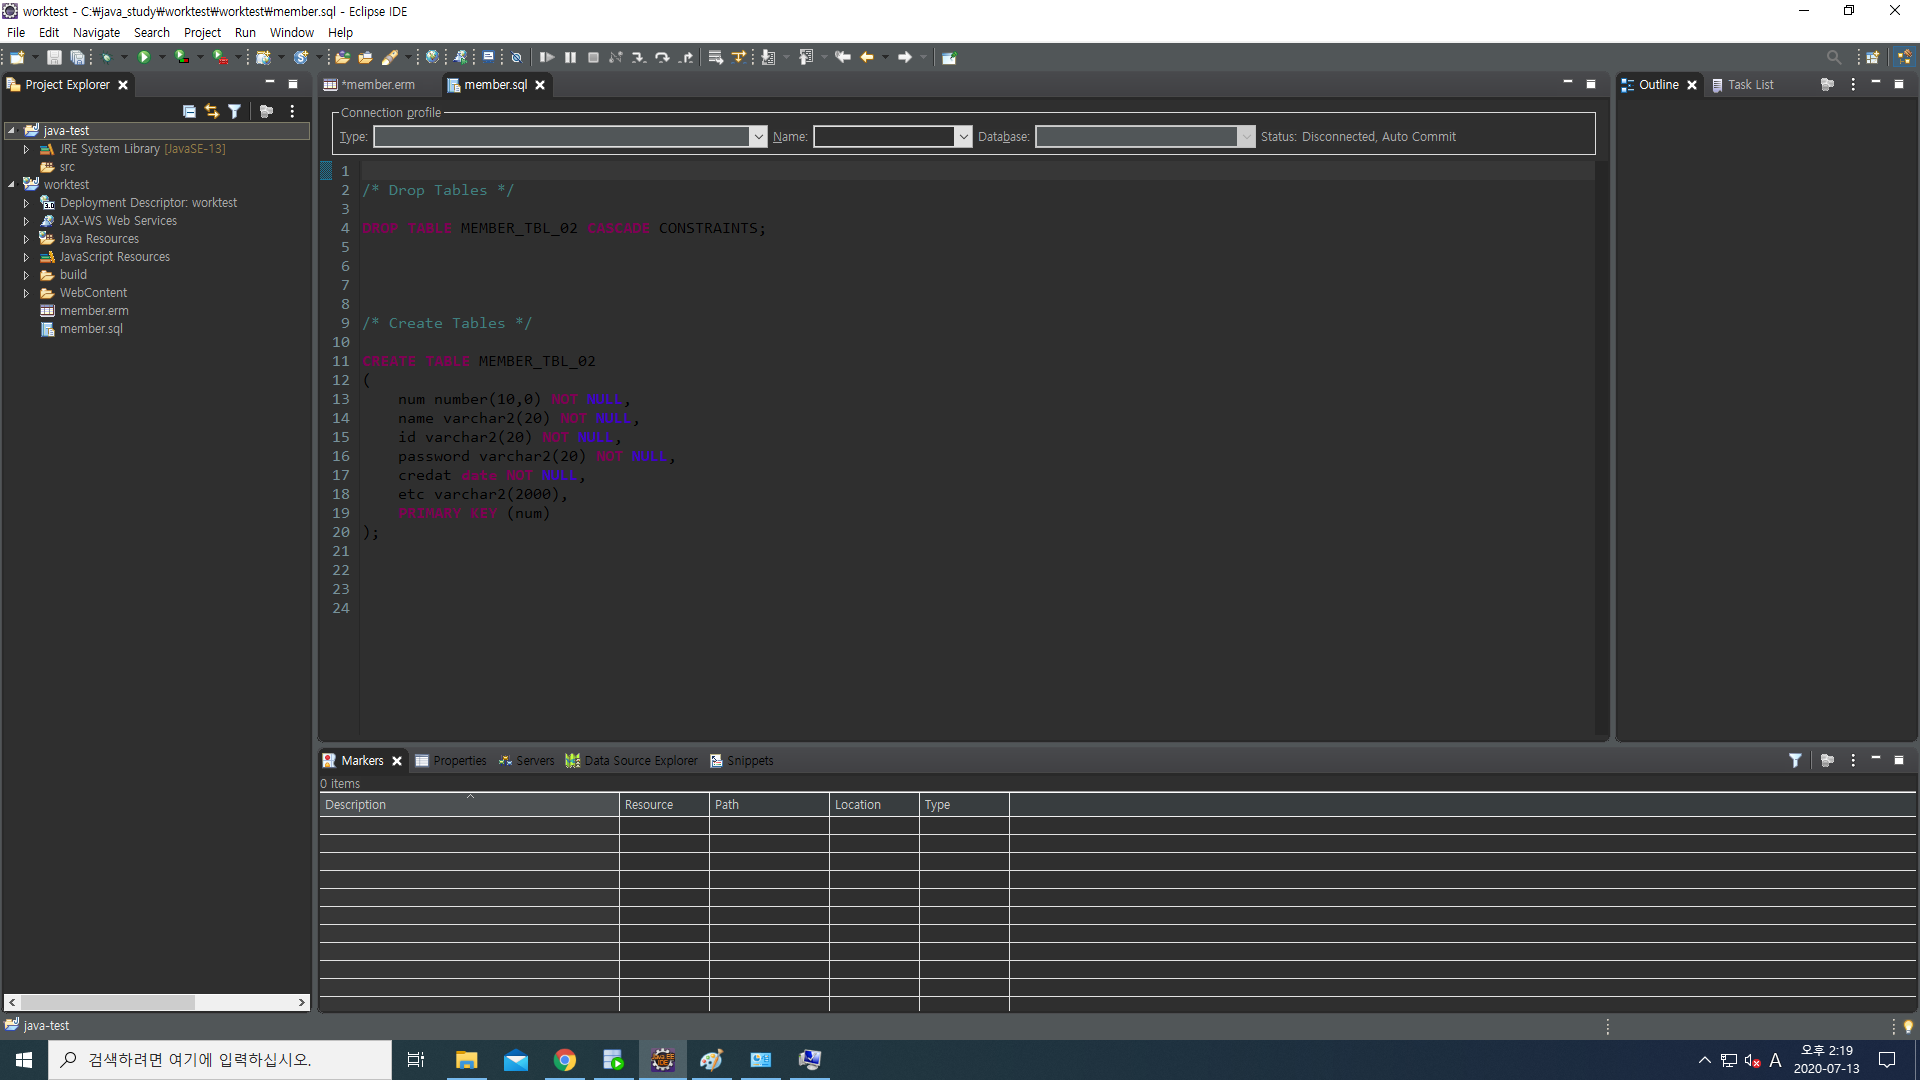 worktest - C:￦java_study￦worktest￦worktest￦member.sql - Eclipse IDE
File Edit Navigate Search Project Run Window Help
Project Explorer
java-test
JRE System Library [JavaSE-13]
src
worktest
Deployment Descriptor: worktest
JAX-WS Web Services
Java Resources
JavaScript Resources
build
WebContent
member.erm
member.sql
*member.erm member.sql
Connection profile
Type: Name: Database: Status: Disconnected, Auto Commit
1
2 /* Drop Tables */
3
4 DROP TABLE MEMBER_TBL_02 CASCADE CONSTRAINTS;
5
6
7
8
9 /* Create Tables */
10
11 CREATE TABLE MEMBER_TBL_02
12 (
13 num number(10,0) NOT NULL,
14 name varchar2(20) NOT NULL,
15 id varchar2(20) NOT NULL,
16 password varchar2(20) NOT NULL,
17 credat date NOT NULL,
18 etc varchar2(2000),
19 PRIMARY KEY (num)
20 );
21
22
23
24
Outline Task List
Markers Properties Servers Data Source Explorer Snippets
0 items
Description Resource Path Location Type
java-test
검색하려면 여기에 입력하십시오.
A
오후 2:19
2020-07-13